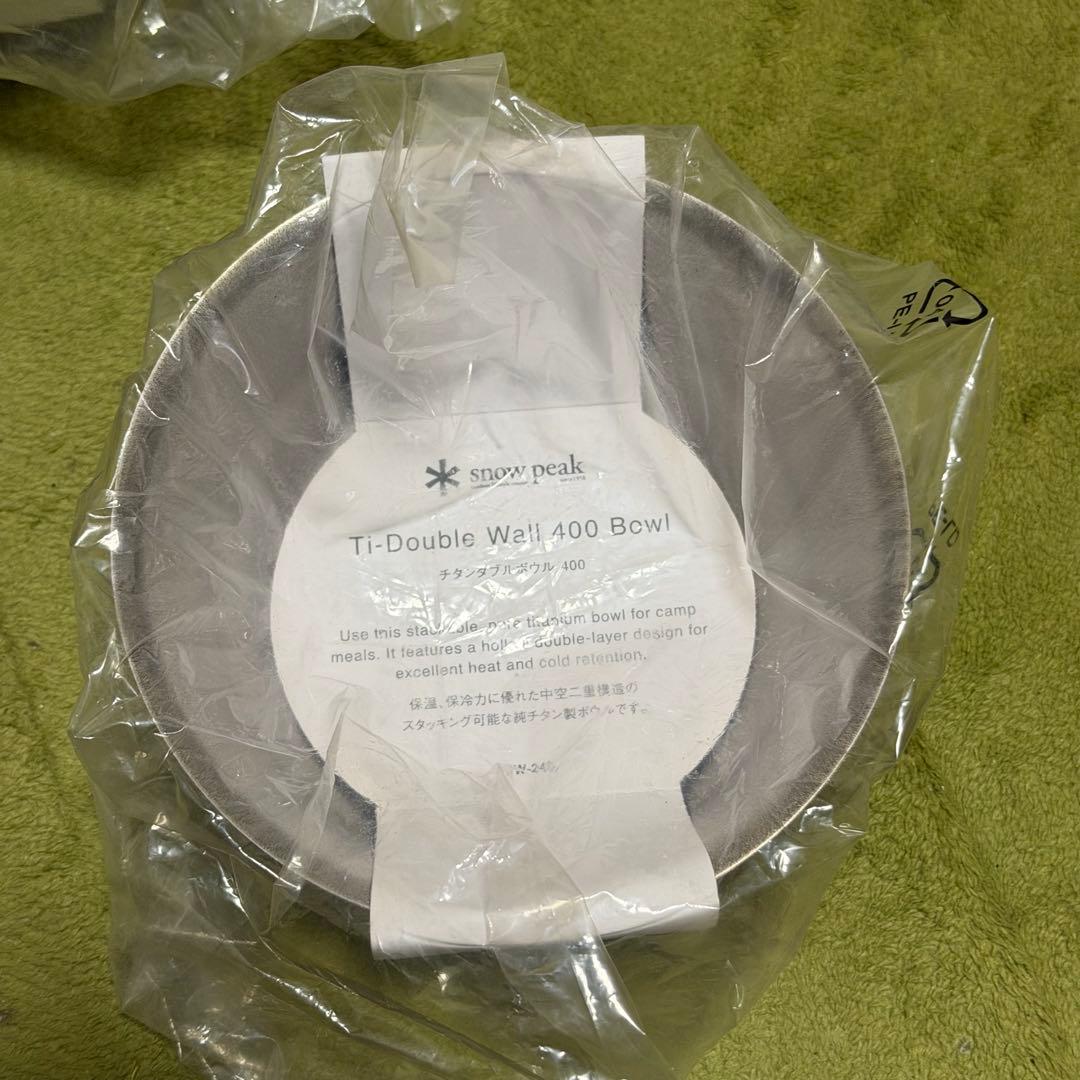 snow peak
Ti-Double Wall 400 Bowl
チタンダブルボウル 400
Use this pure titanium bowl for camp
meals. It features a double-layer design for
excellent heat and cold retention.
保温、保冷力に優れた中空二重構造の
スタッキング可能な純チタン製ボウルです。